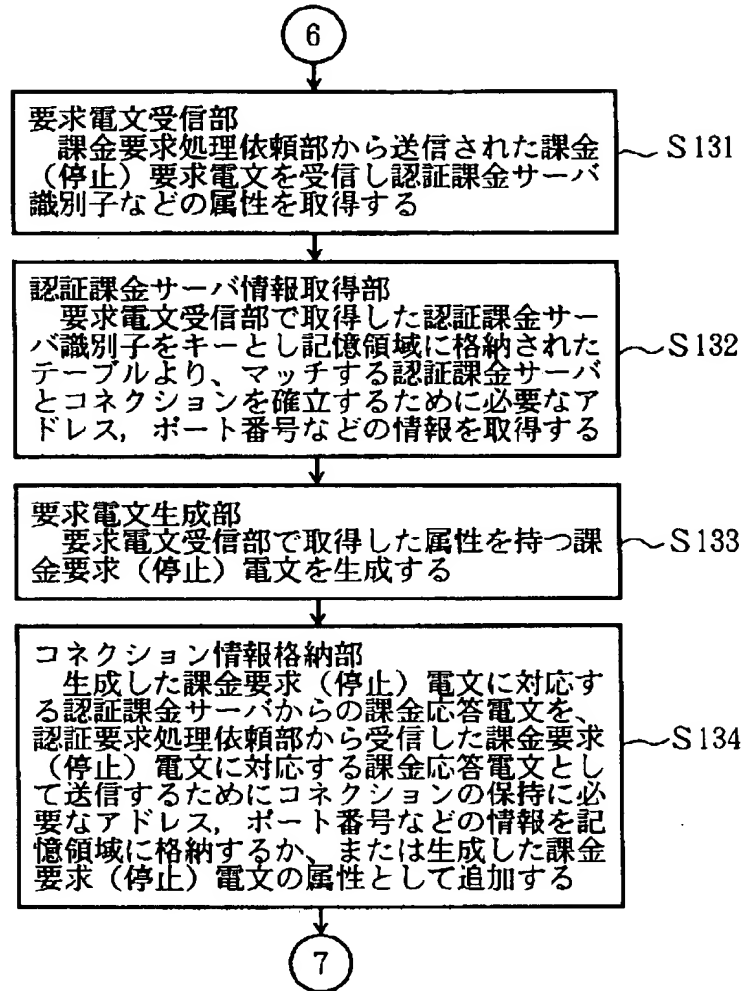 6
要求電文受信部
課金要求処理依頼部から送信された課金
（停止）要求電文を受信し認証課金サーバ
識別子などの属性を取得する
S131
認証課金サーバ情報取得部
要求電文受信部で取得した認証課金サー
バ識別子をキーとし記憶領域に格納された
テーブルより、マッチする認証課金サーバ
とコネクションを確立するために必要なア
ドレス，ポート番号などの情報を取得する
S132
要求電文生成部
要求電文受信部で取得した属性を持つ課
金要求（停止）電文を生成する
S133
コネクション情報格納部
生成した課金要求（停止）電文に対応す
る認証課金サーバからの課金応答電文を、
認証要求処理依頼部から受信した課金要求
（停止）電文に対応する課金応答電文とし
て送信するためにコネクションの保持に必
要なアドレス，ポート番号などの情報を記
憶領域に格納するか、または生成した課金
要求（停止）電文の属性として追加する
S134
7